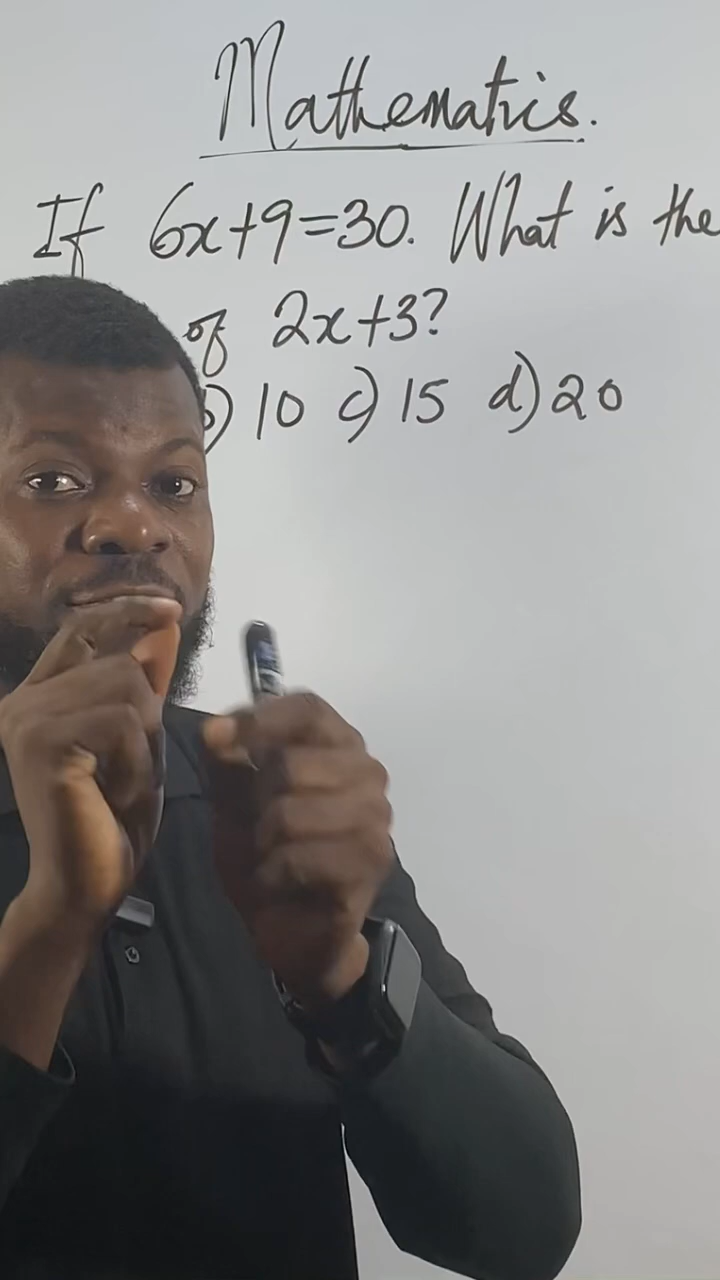 Mathematics.
If 6x+9=30. What is the
of 2x+3?
b) 10 c) 15 d) 20